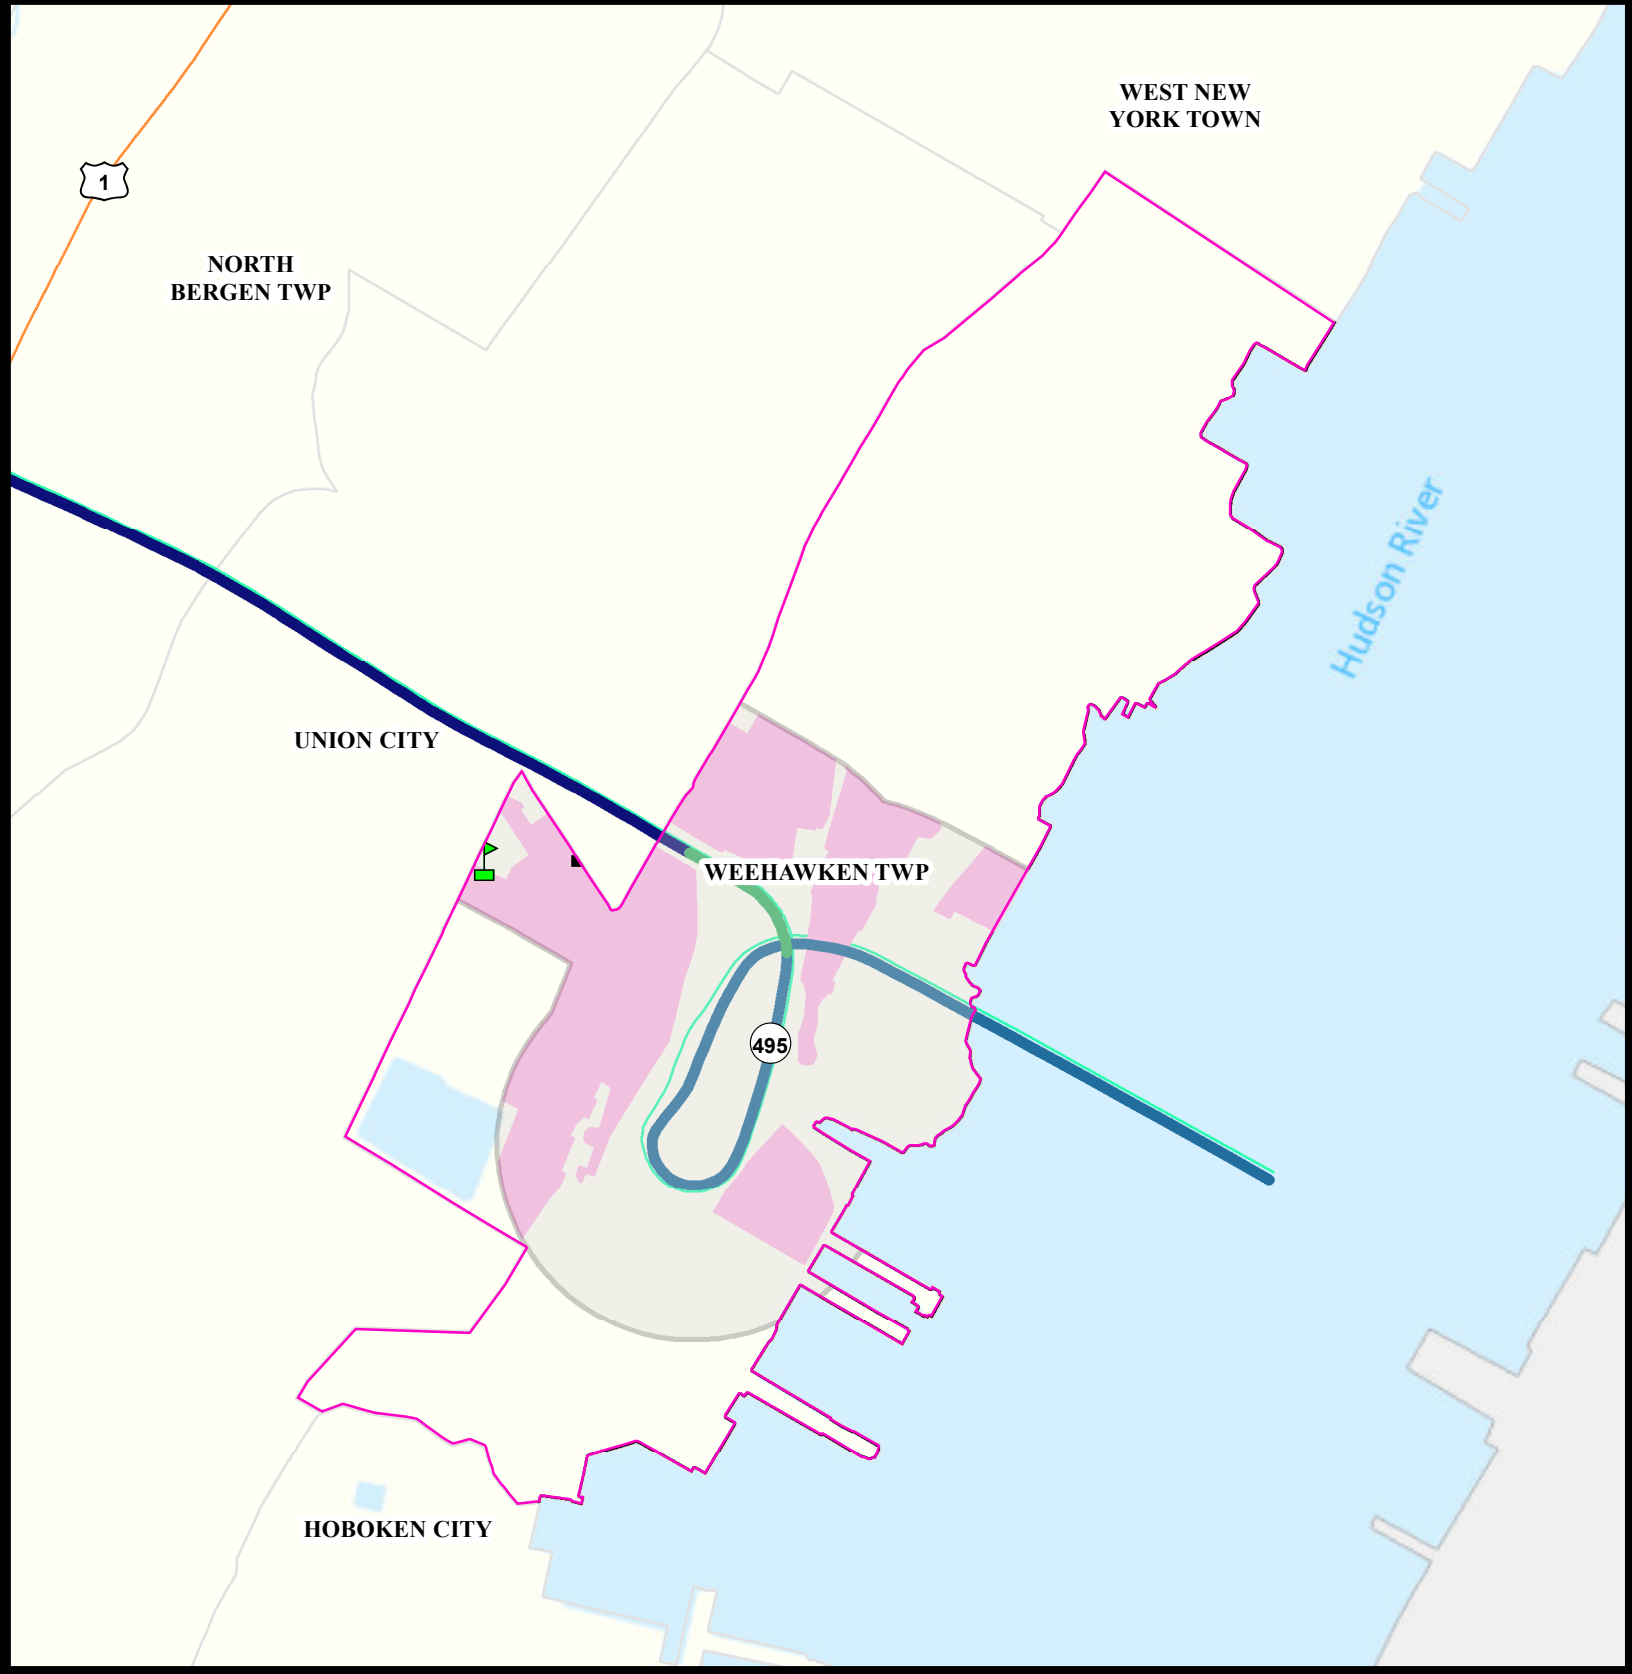 WEST NEW
YORK TOWN
1
NORTH
BERGEN TWP
Hudson River
UNION CITY
WEEHAWKEN TWP
495
HOBOKEN CITY